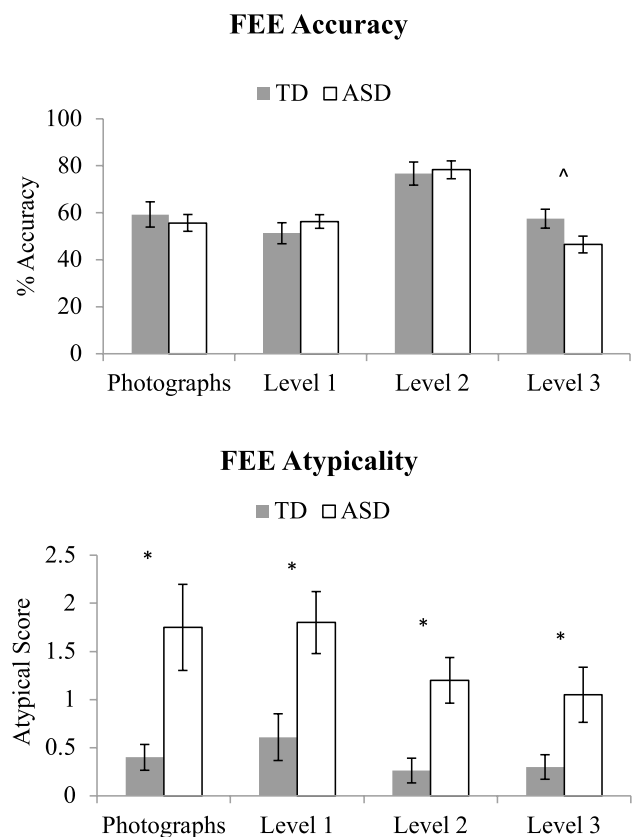 FEE Accuracy
TD ASD
100
80
60
40
20
0
% Accuracy
^
Photographs Level 1 Level 2 Level 3
FEE Atypicality
TD ASD
2.5
2
1.5
1
0.5
0
Atypical Score
* * * *
Photographs Level 1 Level 2 Level 3